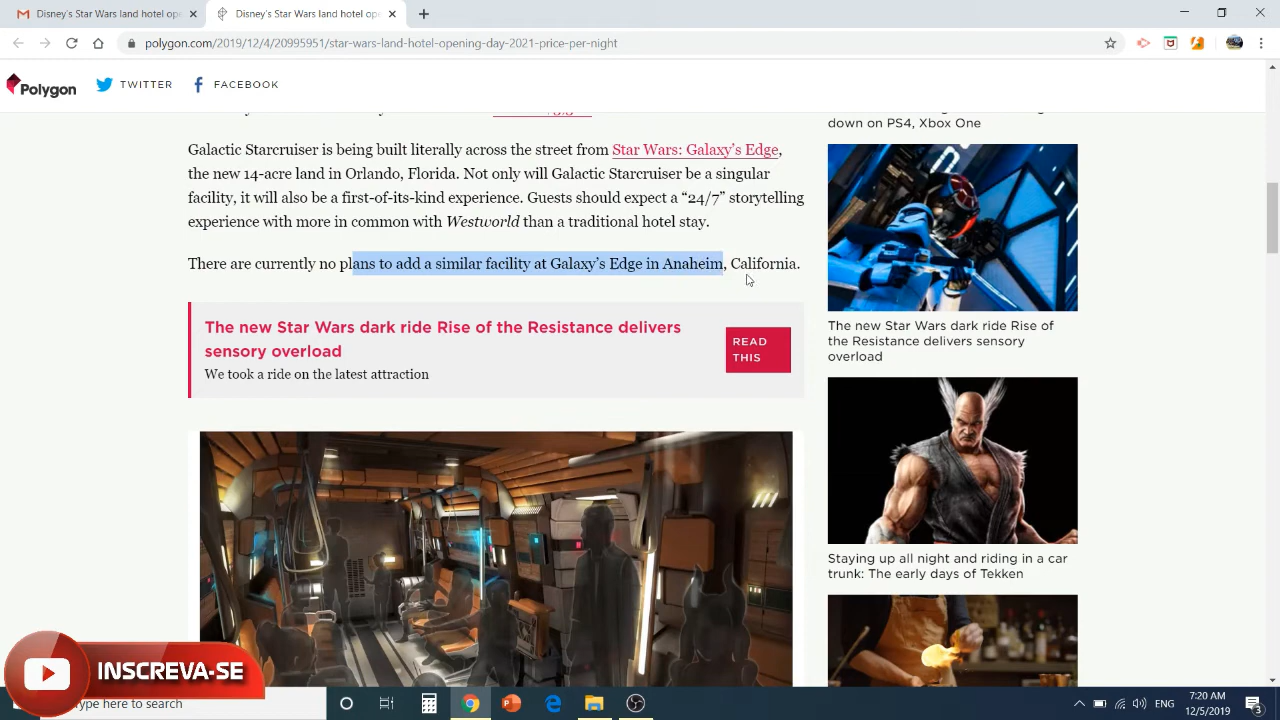 Disney's Star Wars land hotel ope
Disney's Star Wars land hotel ope
polygon.com/2019/12/4/20995951/star-wars-land-hotel-opening-day-2021-price-per-night
Polygon
TWITTER
FACEBOOK
Galactic Starcruiser is being built literally across the street from Star Wars: Galaxy's Edge,
the new 14-acre land in Orlando, Florida. Not only will Galactic Starcruiser be a singular
facility, it will also be a first-of-its-kind experience. Guests should expect a “24/7” storytelling
experience with more in common with Westworld than a traditional hotel stay.
There are currently no plans to add a similar facility at Galaxy’s Edge in Anaheim, California.
The new Star Wars dark ride Rise of the Resistance delivers
sensory overload
We took a ride on the latest attraction
READ
THIS
down on PS4, Xbox One
The new Star Wars dark ride Rise of
the Resistance delivers sensory
overload
Staying up all night and riding in a car
trunk: The early days of Tekken
INSCREVA-SE
ype here to search
ENG
7:20 AM
12/5/2019
3